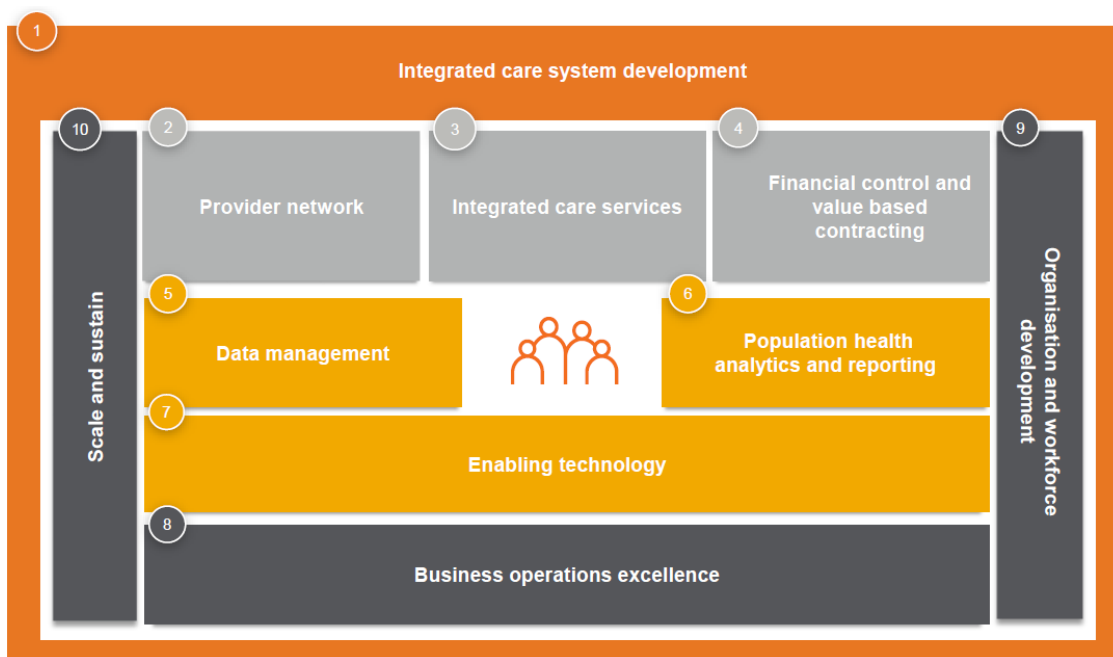 1
Integrated care system development
10
2
3
4
9
Provider network
Integrated care services
Financial control and
value based
contracting
5
6
Data management
Population health
analytics and reporting
7
Enabling technology
8
Business operations excellence
Scale and sustain
Organisation and workforce
development